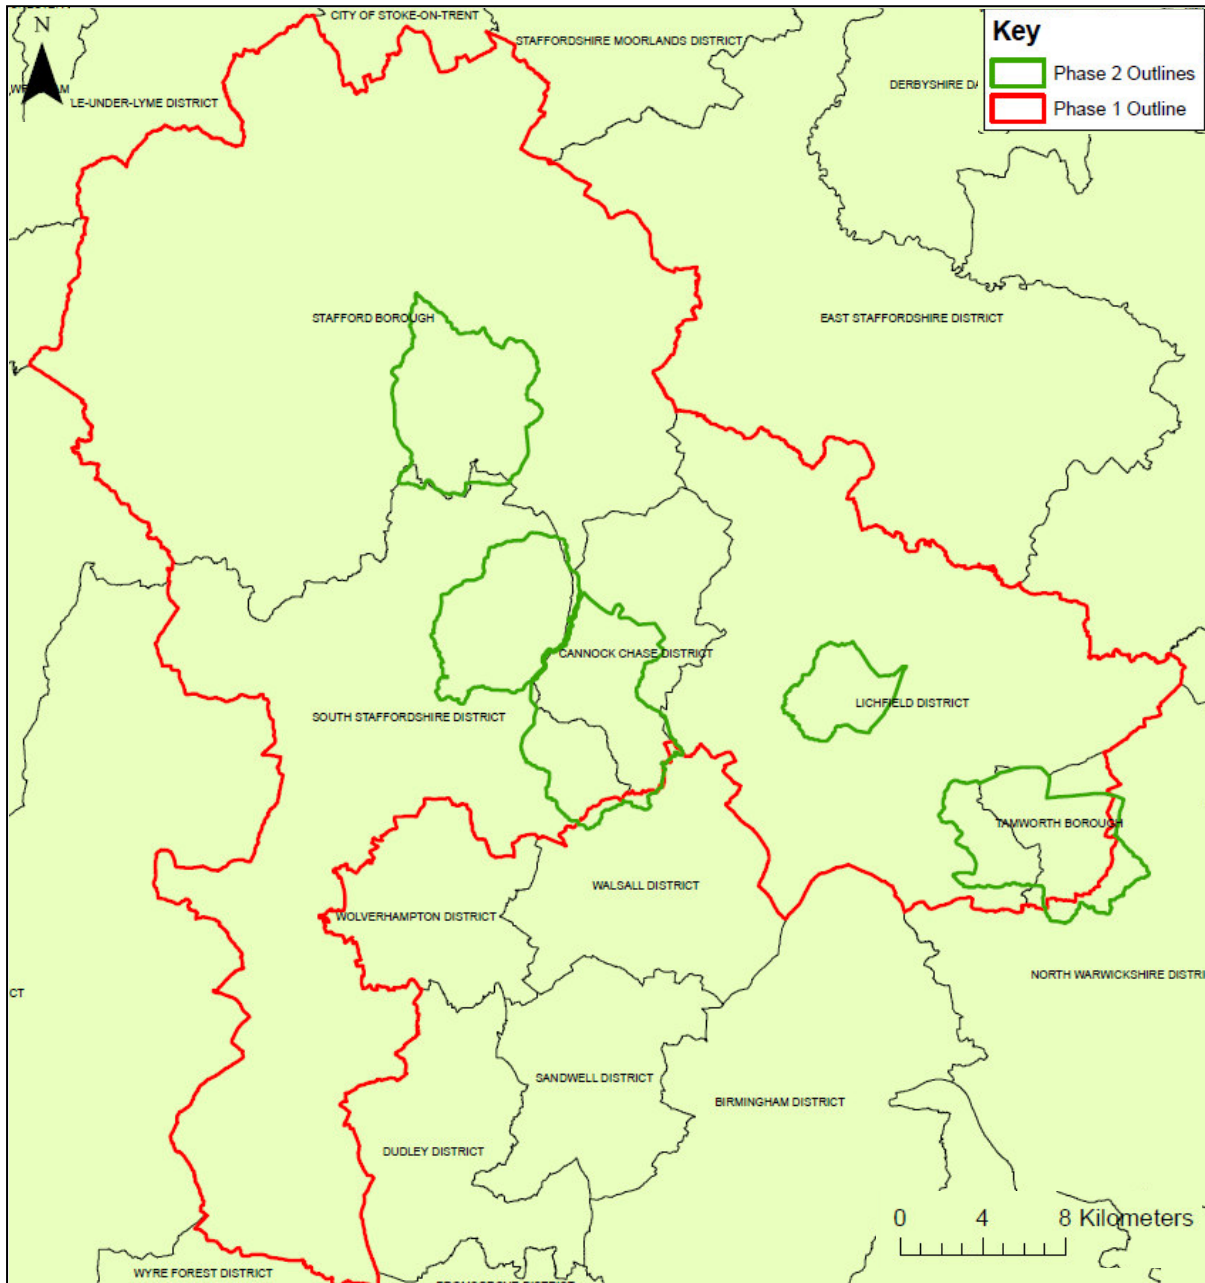 CITY OF STOKE-ON-TRENT
STAFFORDSHIRE MOORLANDS DISTRICT
Key
N
Phase 2 Outlines
DERBYSHIRE DA
LE-UNDER-LYME DISTRICT
Phase 1 Outline
STAFFORD BOROUGH
EAST STAFFORDSHIRE DISTRICT
CANNOCK CHASE DISTRICT
LICHFIELD DISTRICT
SOUTH STAFFORDSHIRE DISTRICT
TAMWORTH BOROUGH
WALSALL DISTRICT
WOLVERHAMPTON DISTRICT
NORTH WARWICKSHIRE DISTRI
CT
SANDWELL DISTRICT
BIRMINGHAM DISTRICT
DUDLEY DISTRICT
0 4 8 Kilometers
WYRE FOREST DISTRICT